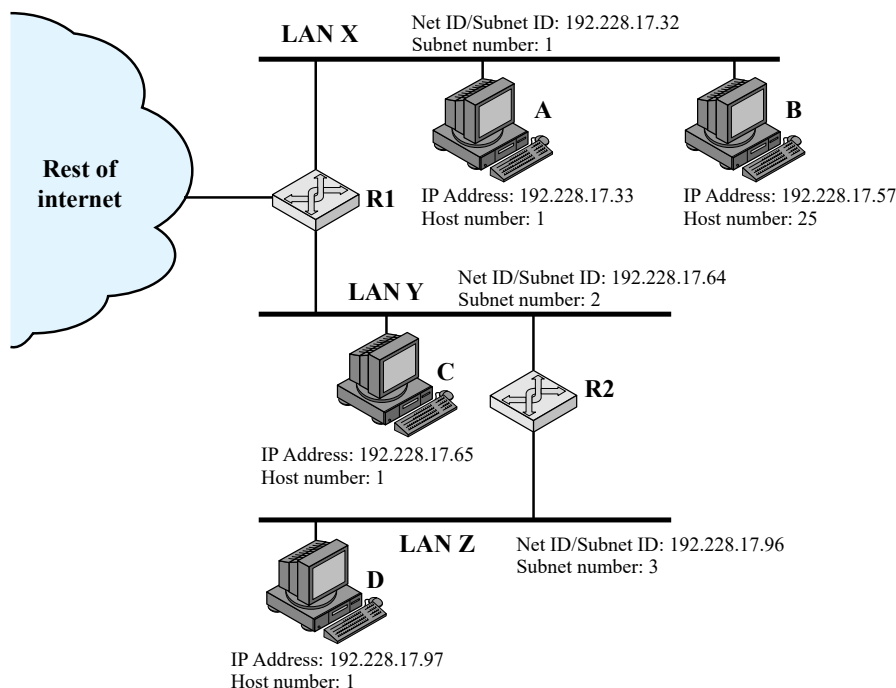 LAN X
Net ID/Subnet ID: 192.228.17.32
Subnet number: 1
A
B
Rest of
internet
R1
IP Address: 192.228.17.33
Host number: 1
IP Address: 192.228.17.57
Host number: 25
LAN Y
Net ID/Subnet ID: 192.228.17.64
Subnet number: 2
C
R2
IP Address: 192.228.17.65
Host number: 1
LAN Z
Net ID/Subnet ID: 192.228.17.96
Subnet number: 3
D
IP Address: 192.228.17.97
Host number: 1